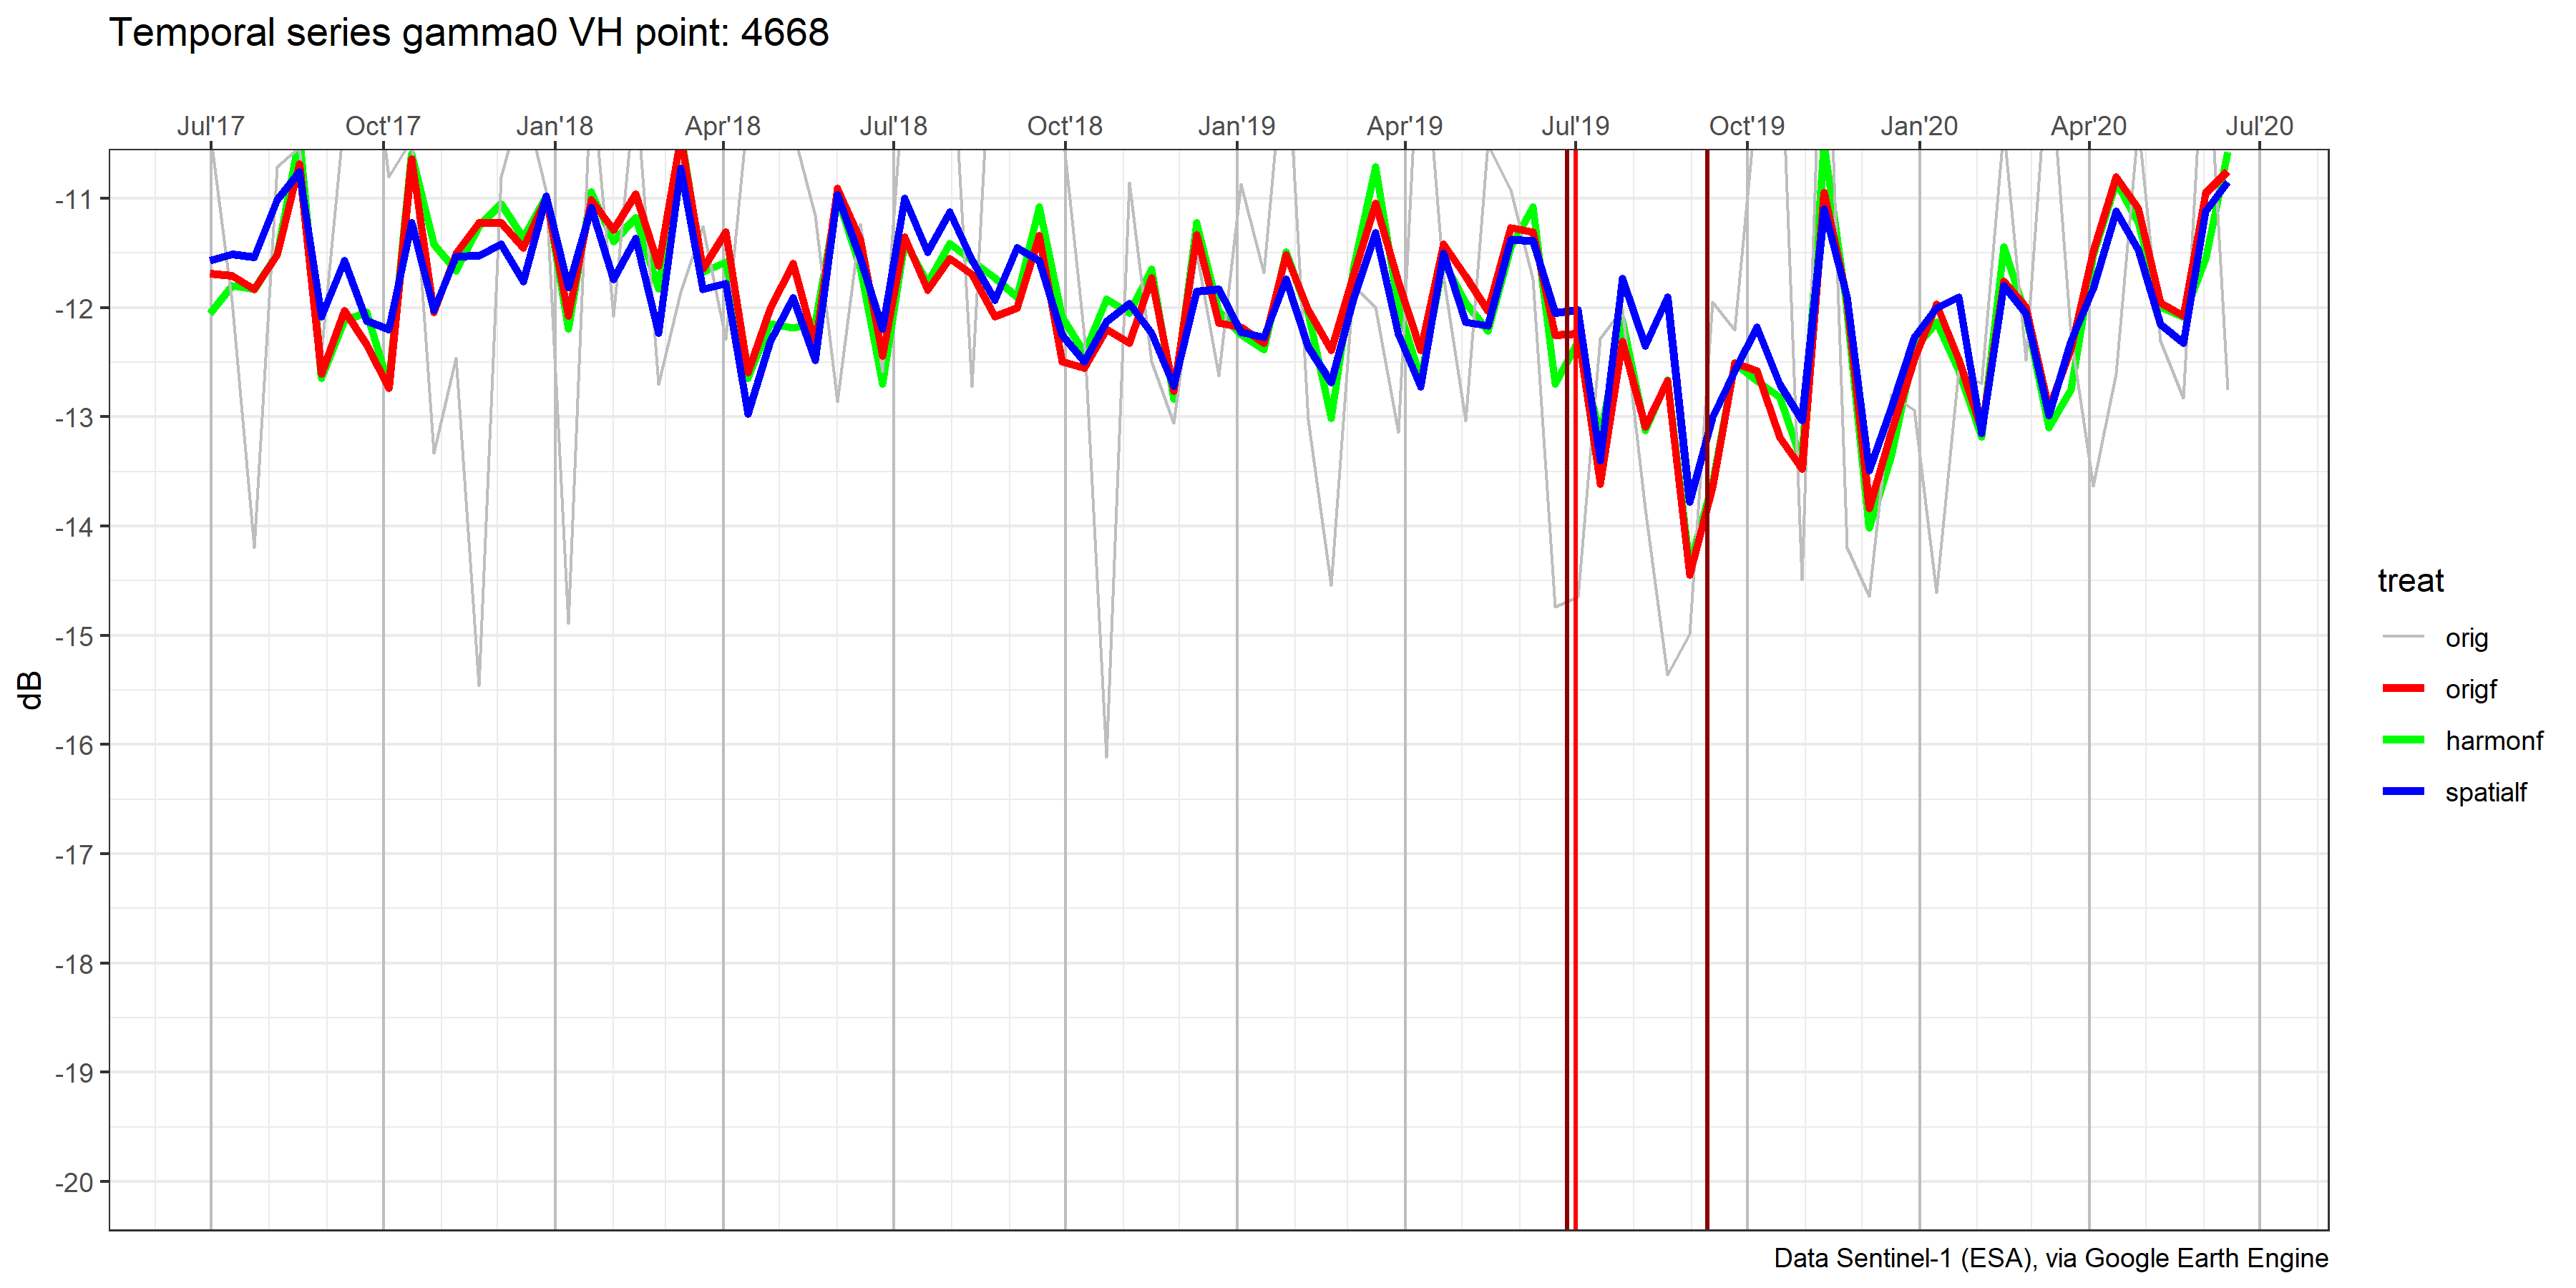 Temporal series gamma0 VH point: 4668
Jul'17 Oct'17 Jan'18 Apr'18 Jul'18 Oct'18 Jan'19 Apr'19 Jul'19 Oct'19 Jan'20 Apr'20 Jul'20
-11
-12
-13
-14
-15
-16
-17
-18
-19
-20
dB
treat
orig
origf
harmonf
spatialf
Data Sentinel-1 (ESA), via Google Earth Engine